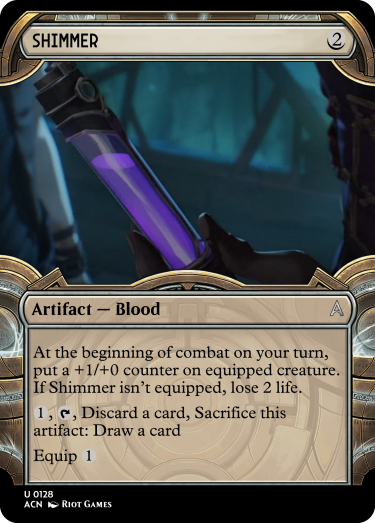 SHIMMER 2
Artifact — Blood
At the beginning of combat on your turn,
put a +1/+0 counter on equipped creature.
If Shimmer isn't equipped, lose 2 life.
1, , Discard a card, Sacrifice this
artifact: Draw a card
Equip 1
U 0128
ACN RIOT GAMES